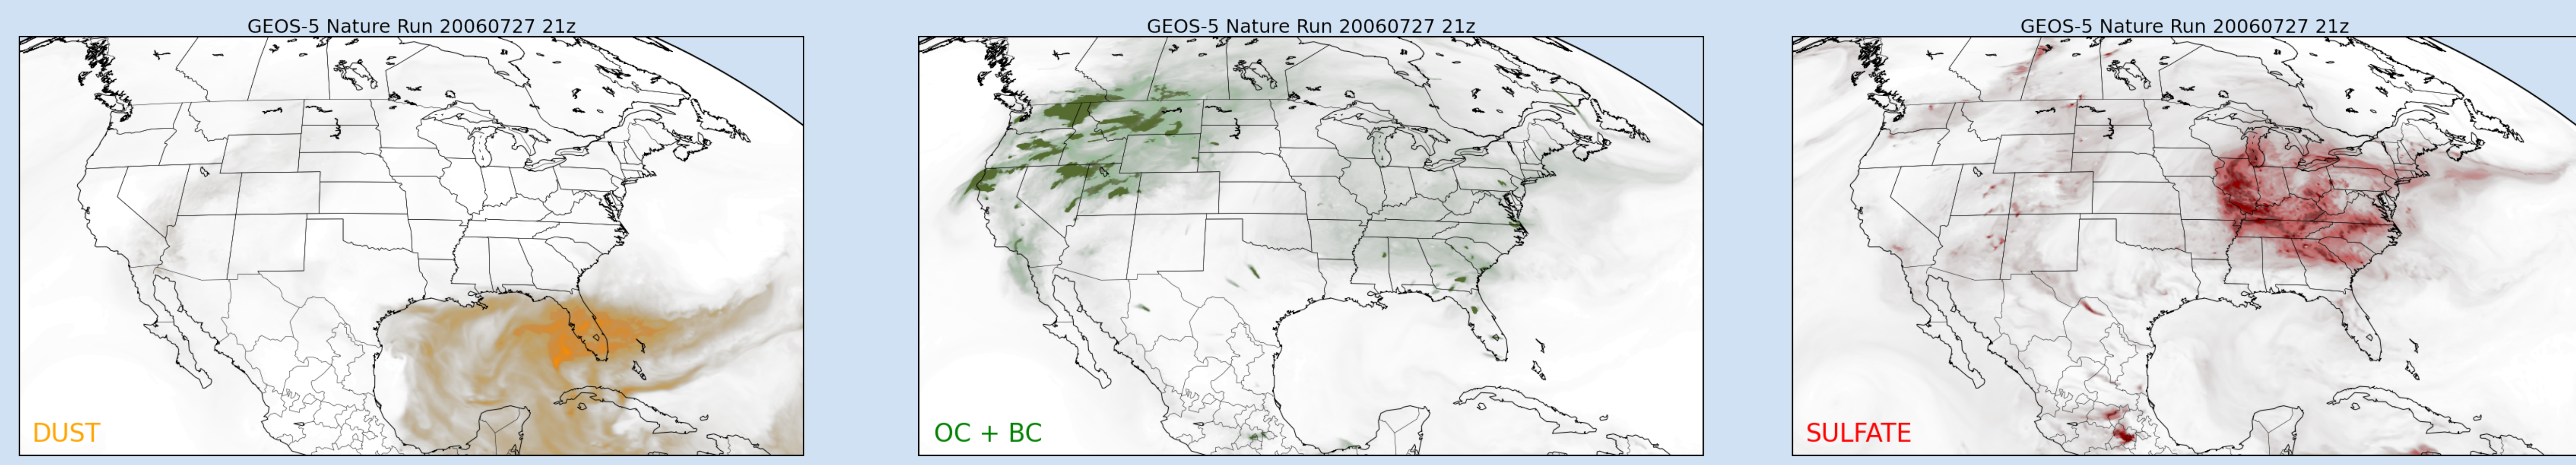 GEOS-5 Nature Run 20060727 21z
DUST
GEOS-5 Nature Run 20060727 21z
OC + BC
GEOS-5 Nature Run 20060727 21z
SULFATE